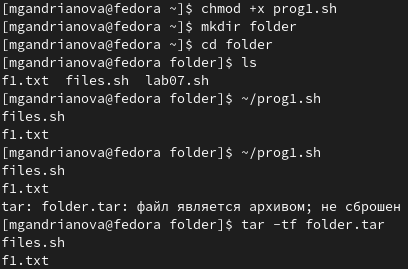 [mgandrianova@fedora ~]$ chmod +x prog1.sh
[mgandrianova@fedora ~]$ mkdir folder
[mgandrianova@fedora ~]$ cd folder
[mgandrianova@fedora folder]$ ls
f1.txt  files.sh  lab07.sh
[mgandrianova@fedora folder]$ ~/prog1.sh
files.sh
f1.txt
[mgandrianova@fedora folder]$ ~/prog1.sh
files.sh
f1.txt
tar: folder.tar: файл является архивом; не сброшен
[mgandrianova@fedora folder]$ tar -tf folder.tar
files.sh
f1.txt